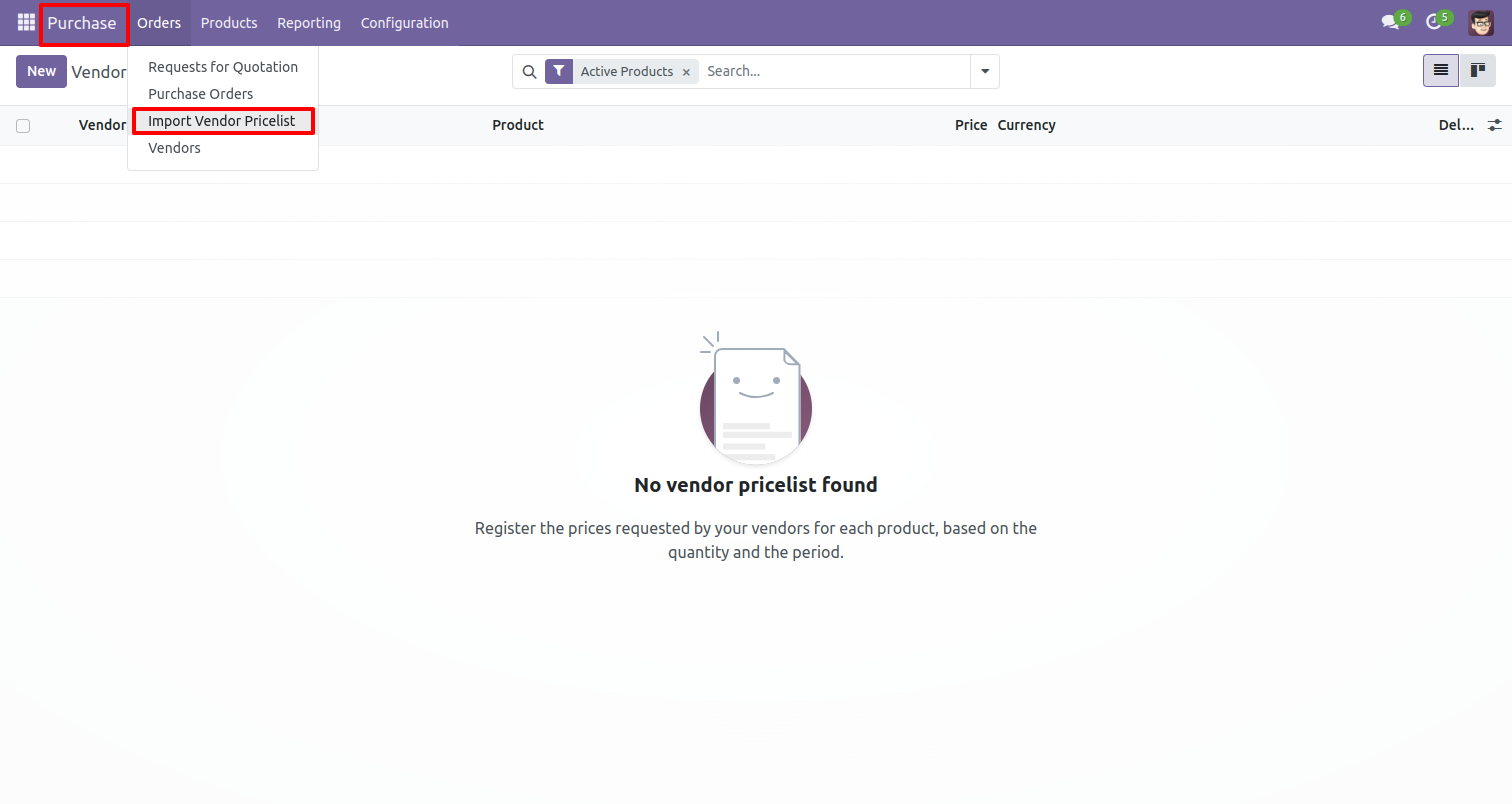 Purchase Orders Products Reporting Configuration 6 5
New Vendor Active Products × Search...
Requests for Quotation
Purchase Orders
Import Vendor Pricelist
Vendors
Vendor Product Price Currency Del...
No vendor pricelist found
Register the prices requested by your vendors for each product, based on the
quantity and the period.